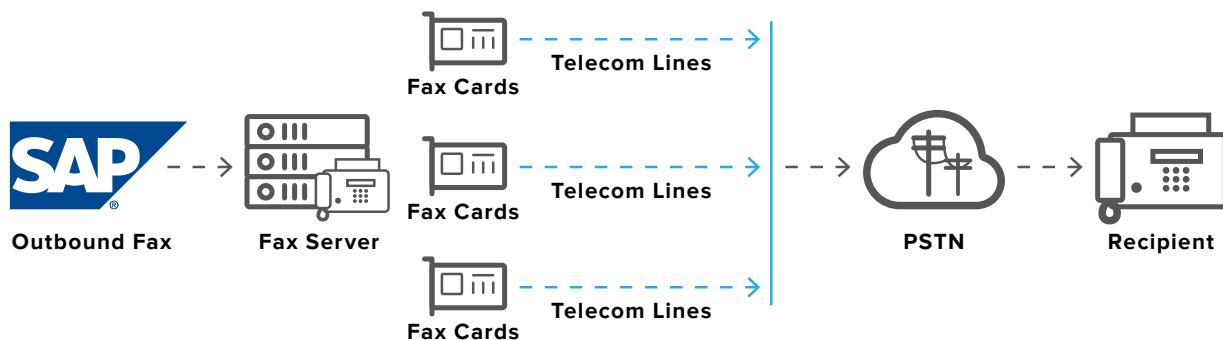 Fax Cards
Telecom Lines
SAP
®
Outbound Fax
Fax Server
Fax Cards
Telecom Lines
PSTN
Recipient
Fax Cards
Telecom Lines